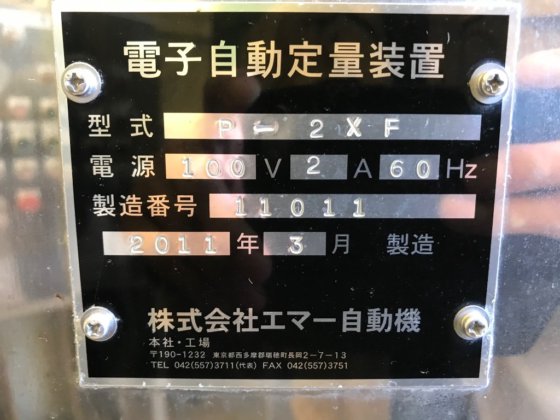 電子自動定量装置
型式 P-2XF
電源 100 V 2 A 60 Hz
製造番号 11011
2011 年 3 月 製造
株式会社エマー自動機
本社・工場
〒190-1232 東京都西多摩郡瑞穂町長岡2-7-13
TEL 042(557)3711(代表) FAX 042(557)3751